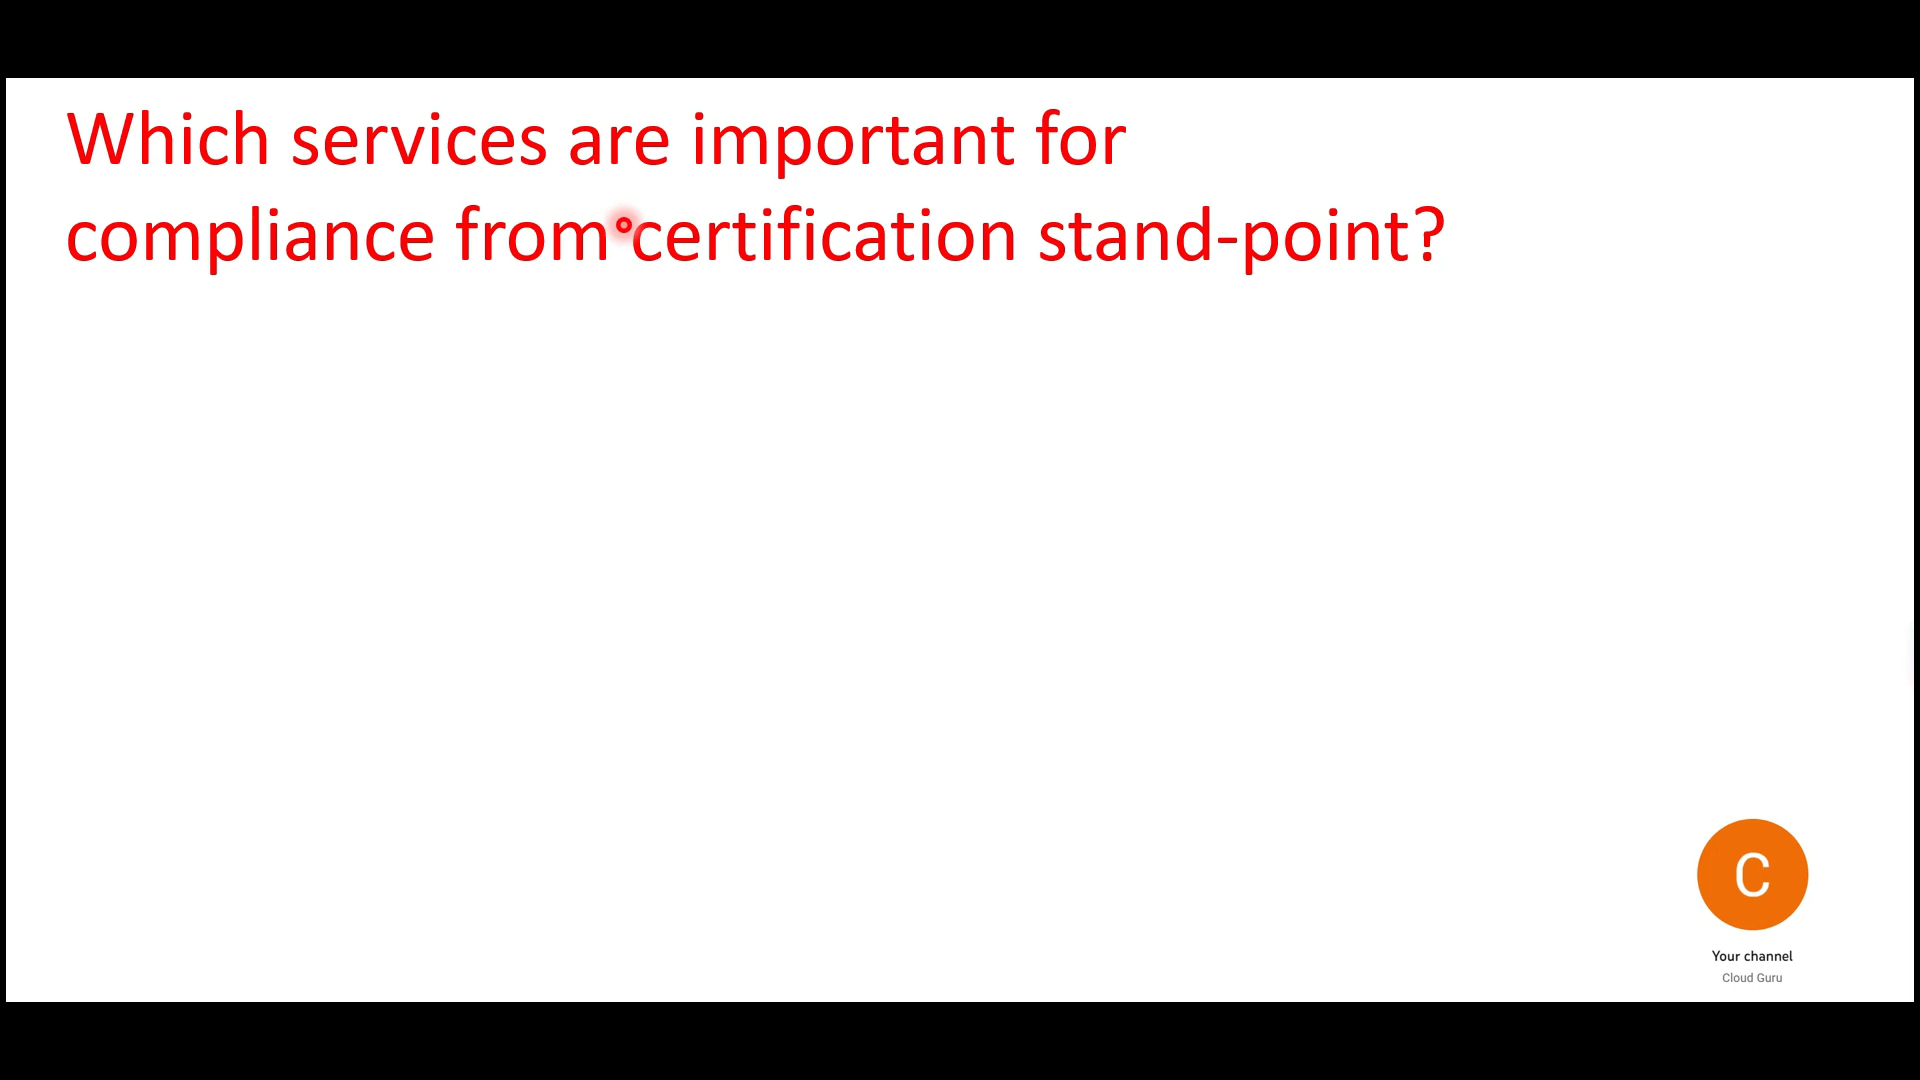 Which services are important for
compliance from certification stand-point?
C
Your channel
Cloud Guru